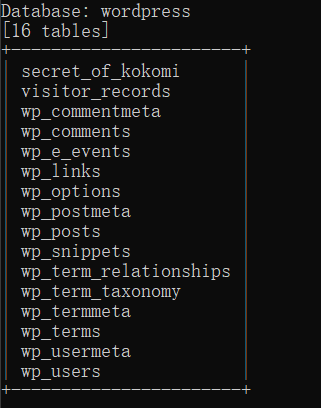 Database: wordpress
[16 tables]
+-----------------------+
| secret_of_kokomi |
| visitor_records |
| wp_commentmeta |
| wp_comments |
| wp_e_events |
| wp_links |
| wp_options |
| wp_postmeta |
| wp_posts |
| wp_snippets |
| wp_term_relationships |
| wp_term_taxonomy |
| wp_termmeta |
| wp_terms |
| wp_usermeta |
| wp_users |
+-----------------------+